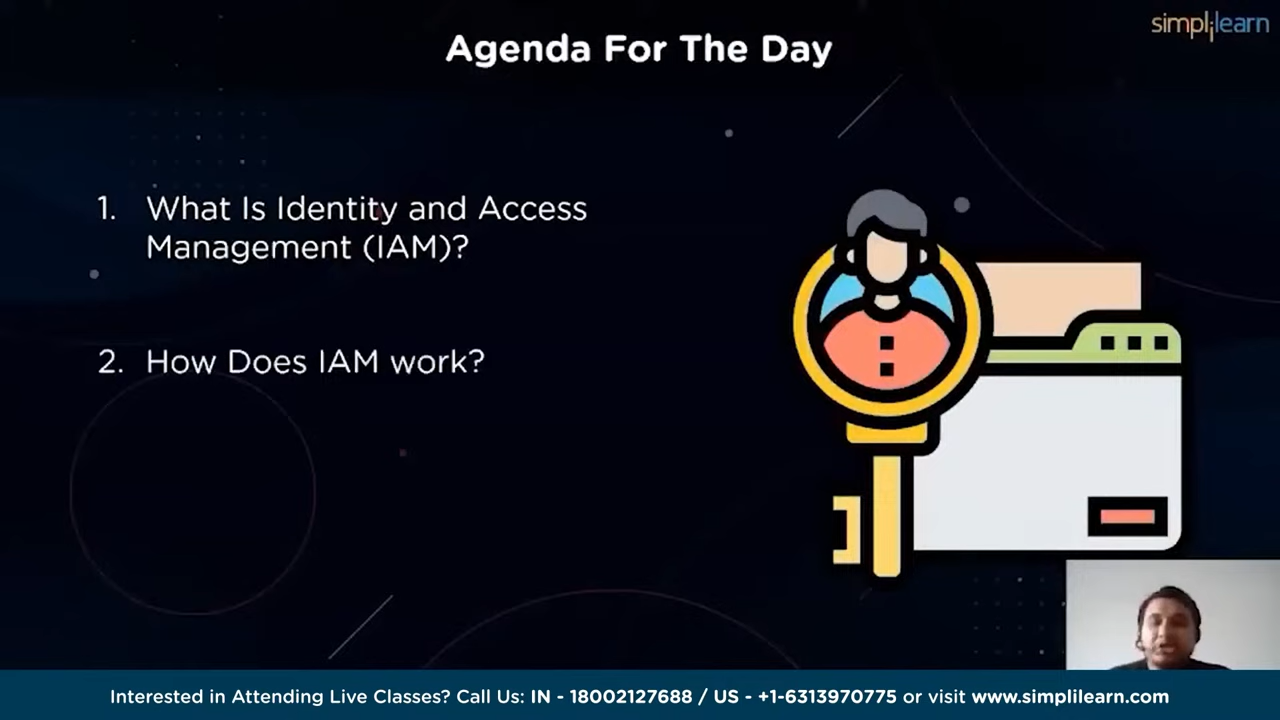 simplilearn
Agenda For The Day
1. What Is Identity and Access
Management (IAM)?
2. How Does IAM work?
Interested in Attending Live Classes? Call Us: IN - 18002127688 / US - +1-6313970775 or visit www.simplilearn.com